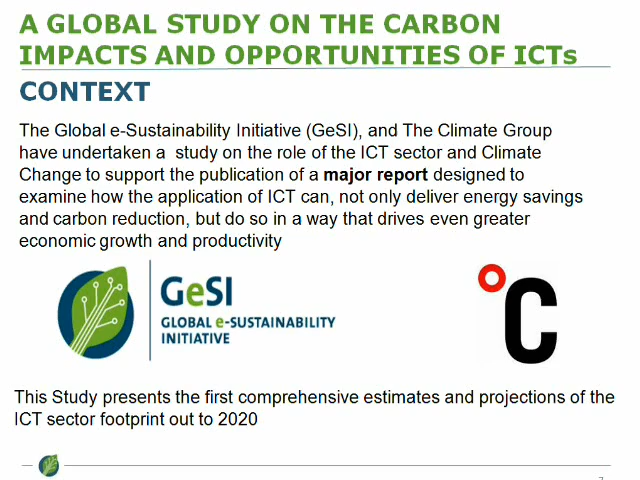 A GLOBAL STUDY ON THE CARBON
IMPACTS AND OPPORTUNITIES OF ICTs
CONTEXT
The Global e-Sustainability Initiative (GeSI), and The Climate Group
have undertaken a study on the role of the ICT sector and Climate
Change to support the publication of a major report designed to
examine how the application of ICT can, not only deliver energy savings
and carbon reduction, but do so in a way that drives even greater
economic growth and productivity
GeSI
GLOBAL e-SUSTAINABILITY
INITIATIVE
°C
This Study presents the first comprehensive estimates and projections of the
ICT sector footprint out to 2020